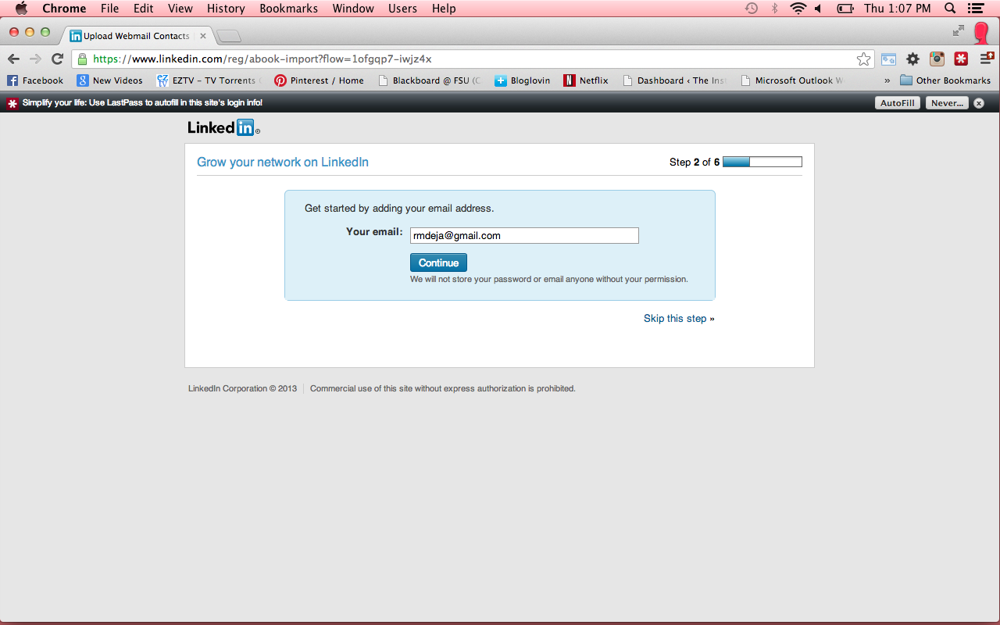 Chrome File Edit View History Bookmarks Window Users Help Thu 1:07 PM
Upload Webmail Contacts
https://www.linkedin.com/reg/abook-import?flow=1ofgqp7-iwjz4x
Facebook New Videos EZTV - TV Torrents Pinterest / Home Blackboard @ FSU (C Bloglovin Netflix Dashboard ‹ The Ins Microsoft Outlook W » Other Bookmarks
Simplify your life: Use LastPass to autofill in this site's login info! AutoFill Never...
Linked in ®
Grow your network on LinkedIn Step 2 of 6
Get started by adding your email address.
Your email: rmdeja@gmail.com
Continue
We will not store your password or email anyone without your permission.
Skip this step »
LinkedIn Corporation © 2013 Commercial use of this site without express authorization is prohibited.